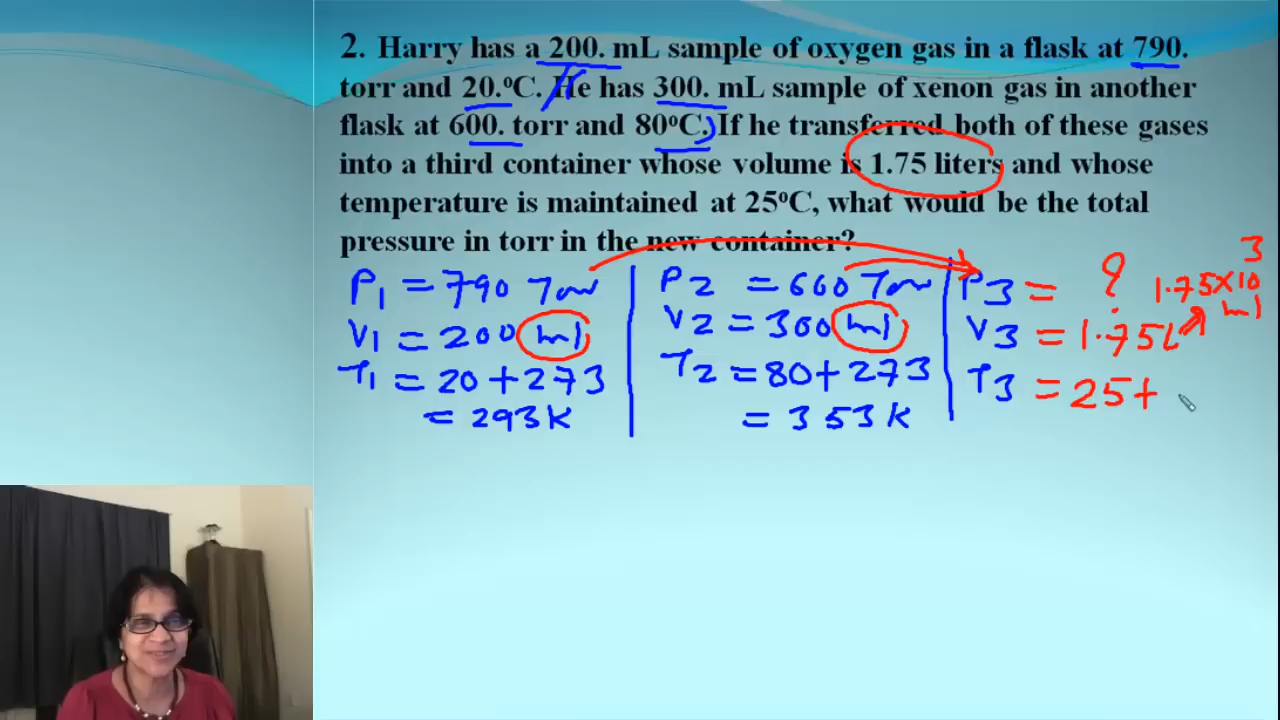 2. Harry has a 200. mL sample of oxygen gas in a flask at 790.
torr and 20.⁰C. He has 300. mL sample of xenon gas in another
flask at 600. torr and 80⁰C. If he transferred both of these gases
into a third container whose volume is 1.75 liters and whose
temperature is maintained at 25⁰C, what would be the total
pressure in torr in the new container?
P1 = 790 Torr
V1 = 200 ml
T1 = 20 + 273
= 293 K
P2 = 600 Torr
V2 = 300 ml
T2 = 80 + 273
= 353 K
P3 = ?
V3 = 1.75L
1.75×10³
ml
T3 = 25 +